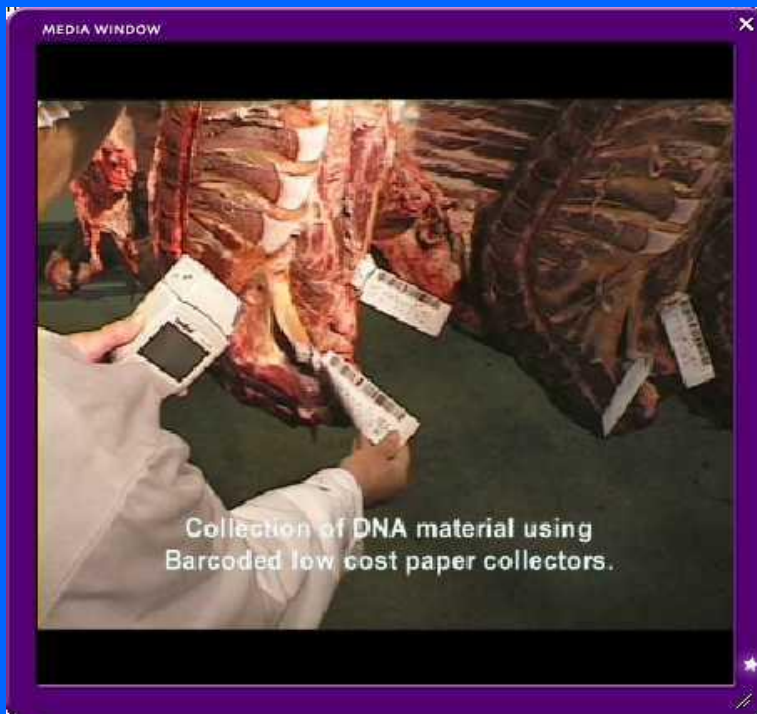 MEDIA WINDOW
Collection of DNA material using
Barcoded low cost paper collectors.